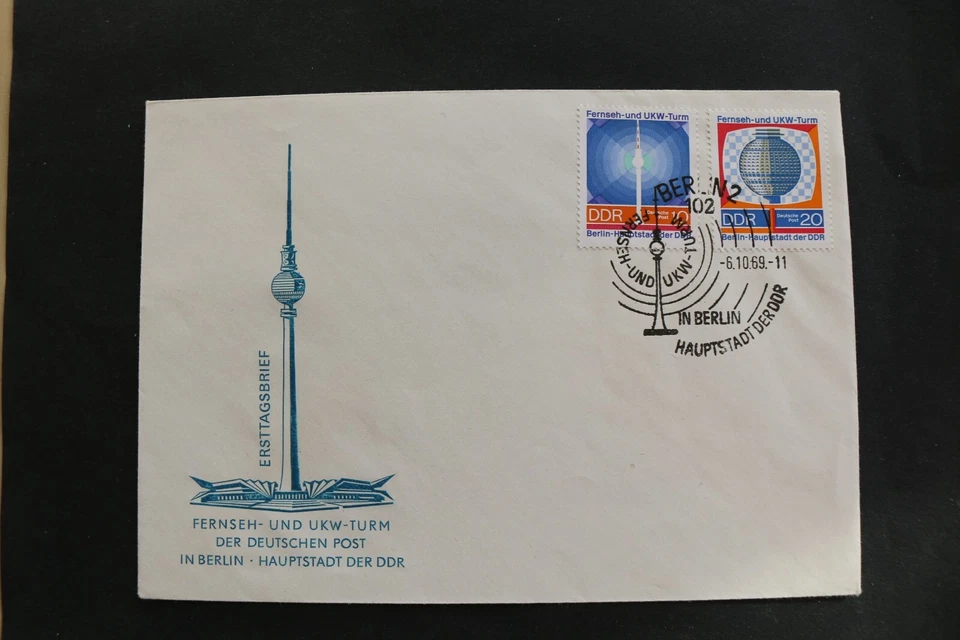 Fernseh-und UKW-Turm
DDR Deutsche Post 10
Berlin-Hauptstadt der DDR
Fernseh-und UKW-Turm
DDR Deutsche Post 20
Berlin-Hauptstadt der DDR
BERLIN 2
102
FERNSEH-UND UKW-TURM
-6.10.69.-11
IN BERLIN
HAUPTSTADT DER DDR
ERSTTAGSBRIEF
FERNSEH- UND UKW-TURM
DER DEUTSCHEN POST
IN BERLIN · HAUPTSTADT DER DDR